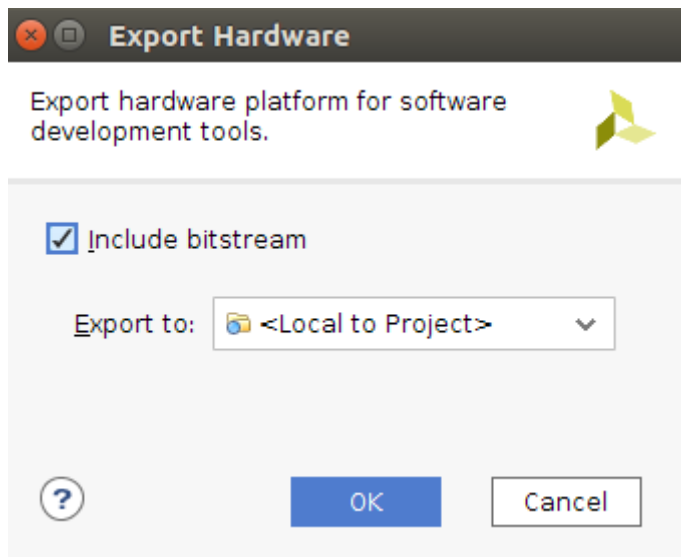 Export Hardware
Export hardware platform for software
development tools.
Include bitstream
Export to: <Local to Project>
? OK Cancel